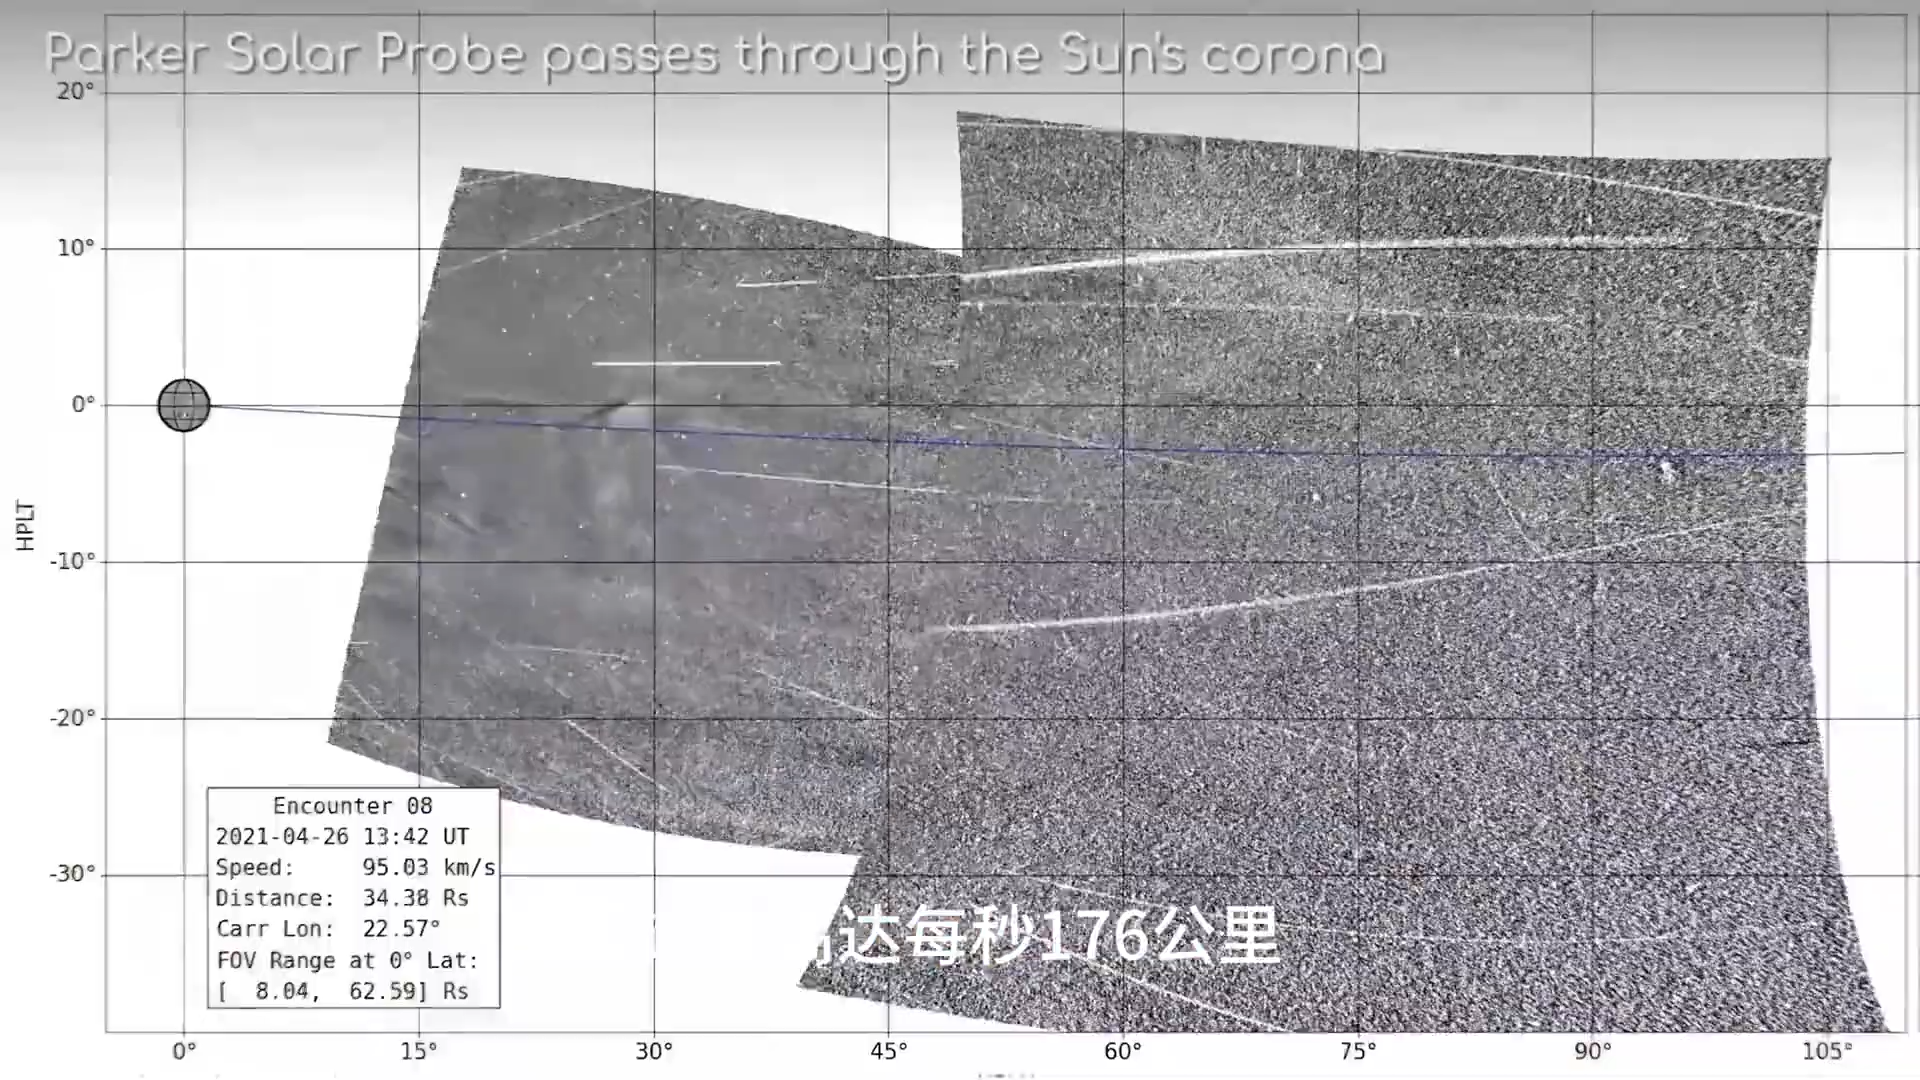 Parker Solar Probe passes through the Sun's corona
20°
10°
0°
HPLT
-10°
-20°
-30°
Encounter 08
2021-04-26 13:42 UT
Speed: 95.03 km/s
Distance: 34.38 Rs
Carr Lon: 22.57°
FOV Range at 0° Lat:
[ 8.04, 62.59] Rs
达每秒176公里
0° 15° 30° 45° 60° 75° 90° 105°